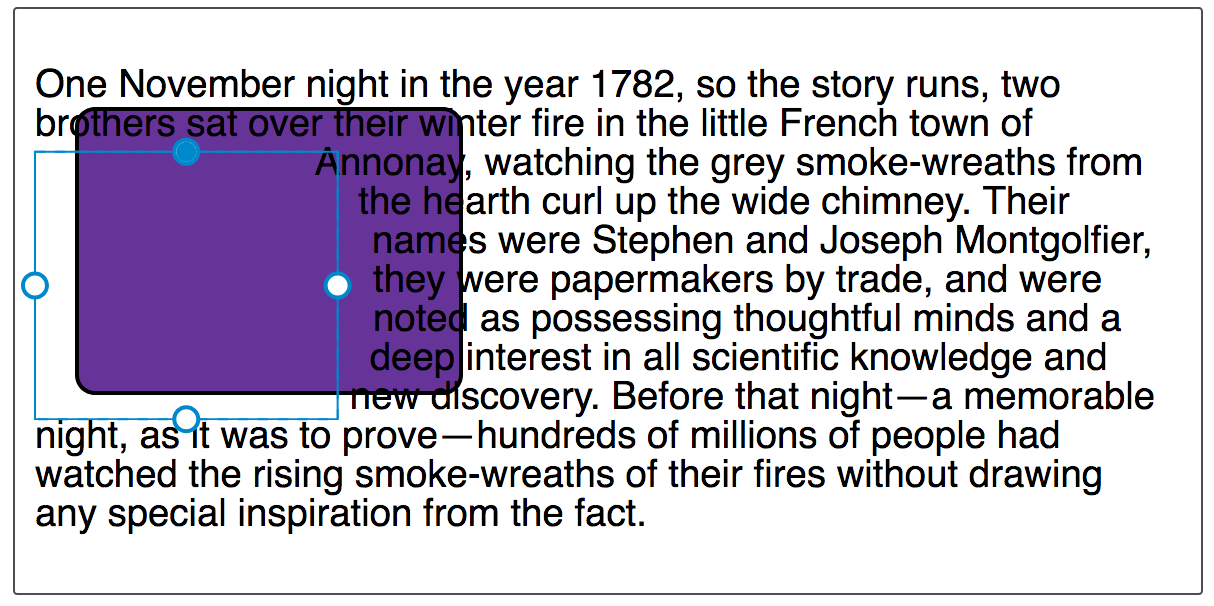 One November night in the year 1782, so the story runs, two
brothers sat over their winter fire in the little French town of
Annonay, watching the grey smoke-wreaths from
the hearth curl up the wide chimney. Their
names were Stephen and Joseph Montgolfier,
they were papermakers by trade, and were
noted as possessing thoughtful minds and a
deep interest in all scientific knowledge and
new discovery. Before that night—a memorable
night, as it was to prove—hundreds of millions of people had
watched the rising smoke-wreaths of their fires without drawing
any special inspiration from the fact.